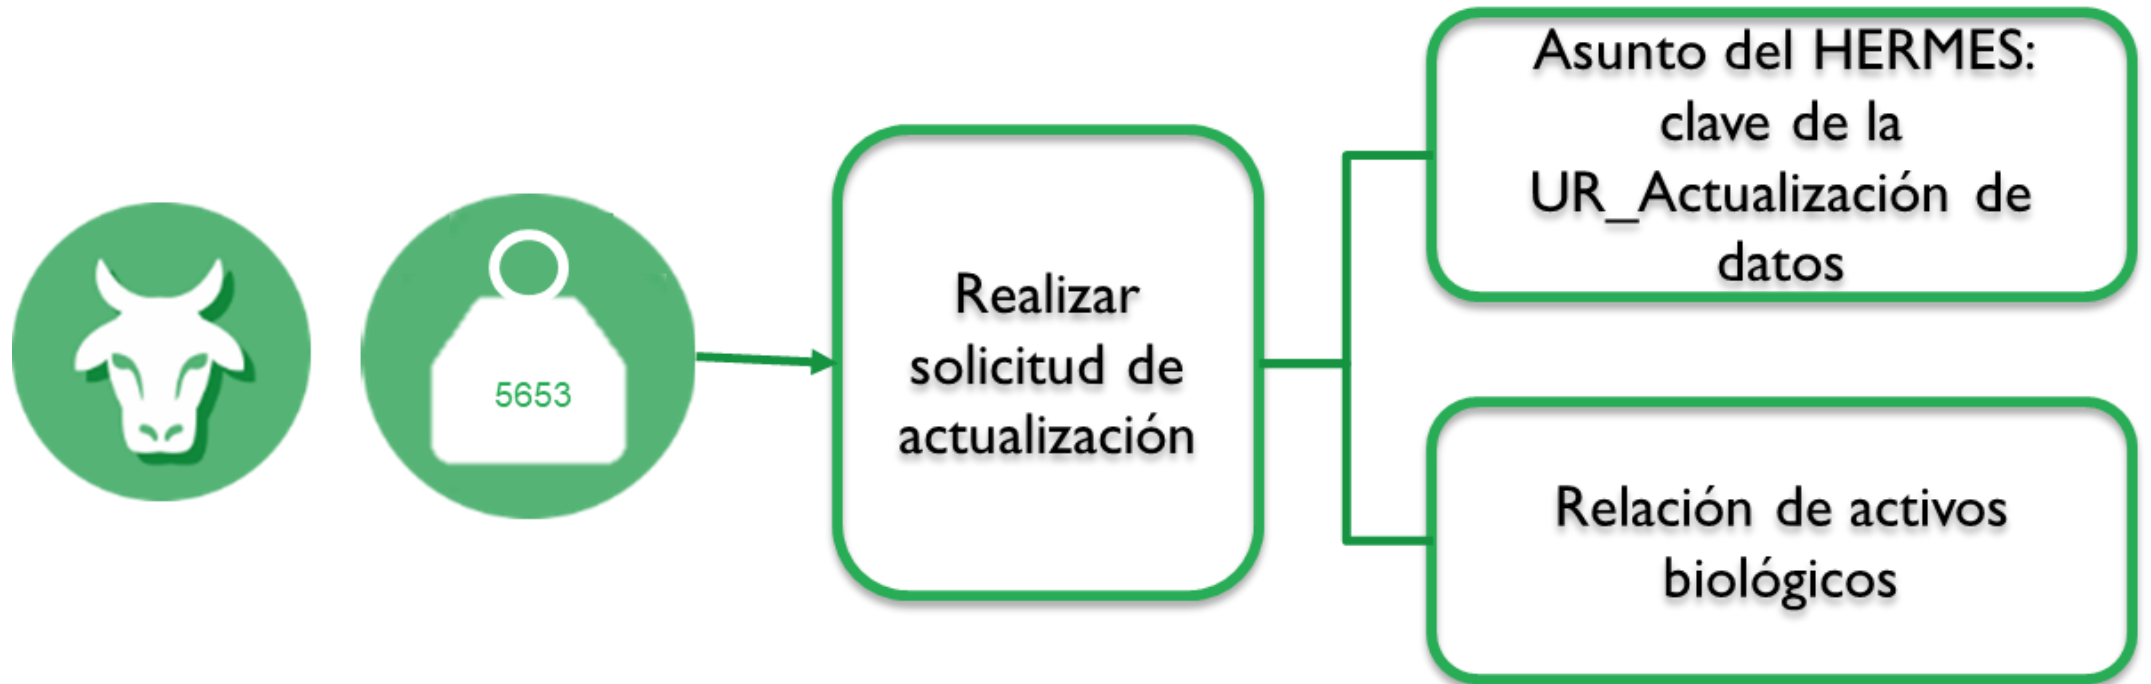 5653
Realizar
solicitud de
actualización
Asunto del HERMES:
clave de la
UR_Actualización de
datos
Relación de activos
biológicos